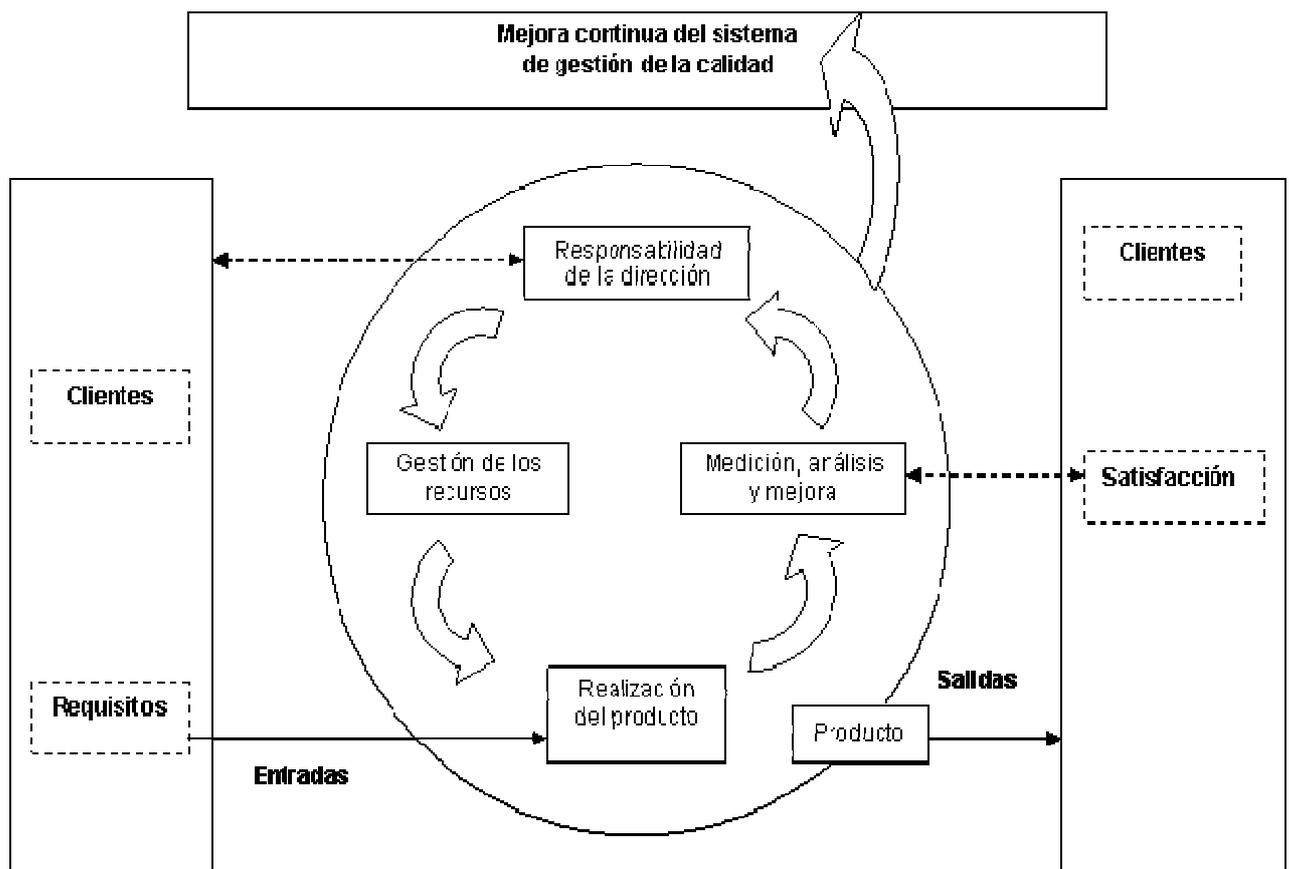 Mejora continua del sistema
de gestión de la calidad
Responsabilidad
de la dirección
Clientes
Clientes
Gestión de los
recursos
Medición, análisis
y mejora
Satisfacción
Requisitos
Realización
del producto
Salidas
Producto
Entradas